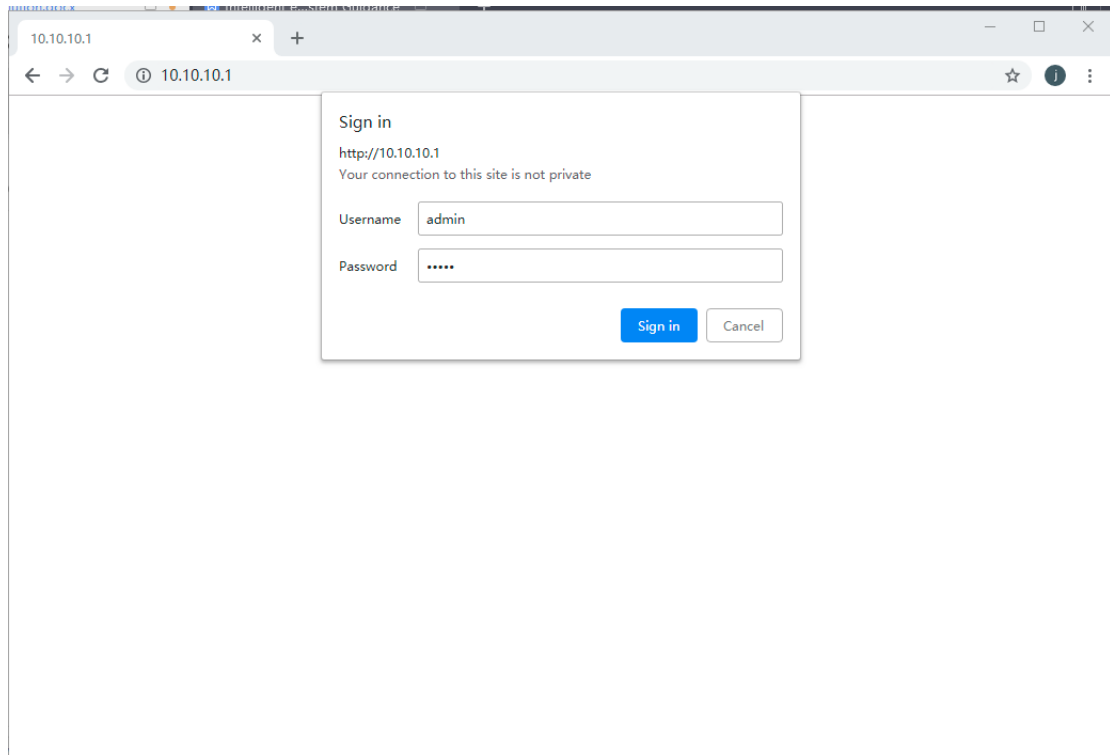 10.10.10.1
10.10.10.1
Sign in
http://10.10.10.1
Your connection to this site is not private
Username admin
Password •••••
Sign in Cancel
j